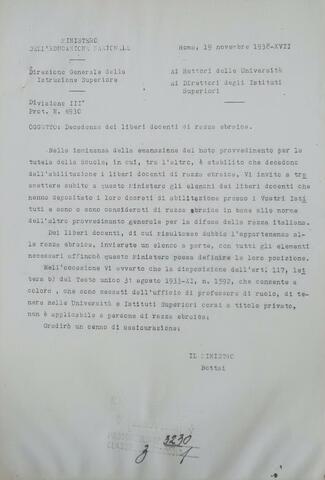 MINISTERO
DELL'EDUCAZIONE NAZIONALE
Roma, 19 novembre 1938-XVII
Direzione Generale della
Istruzione Superiore
Ai Rettori delle Università
Ai Direttori degli Istituti
Superiori
Divisione III°
Prot. N. 6930
OGGETTO: Decadenza dei liberi docenti di razza ebraica.
Nella imminenza della emanazione del noto provvedimento per la
tutela della Scuola, in cui, tra l'altro, è stabilito che decadono
dall'abilitazione i liberi docenti di razza ebraica, Vi invito a tra
smettere subito a questo Ministero gli elenchi dei liberi docenti che
hanno depositato i loro decreti di abilitazione presso i Vostri Isti
tuti e sono o sono considerati di razza ebraica in base alle norme
dell'altro provvedimento generale per la difesa della razza italiana.
Dei liberi docenti, di cui risultasse dubbia l'appartenenza al-
la razza ebraica, invierete un elenco a parte, con tutti gli elementi
necessari affinchè questo Ministero possa definire la loro posizione.
Nell'occasione Vi avverto che la disposizione dell'art. 117, let
tera b) del Testo unico 31 agosto 1933-XI, n. 1592, che consente a
coloro, che sono cessati dall'ufficio di professore di ruolo, di te-
nere nelle Università e Istituti Superiori corsi a titolo privato,
non è applicabile a persone di razza ebraica.
Gradirò un cenno di assicurazione.
IL MINISTRO
Bottai
3230